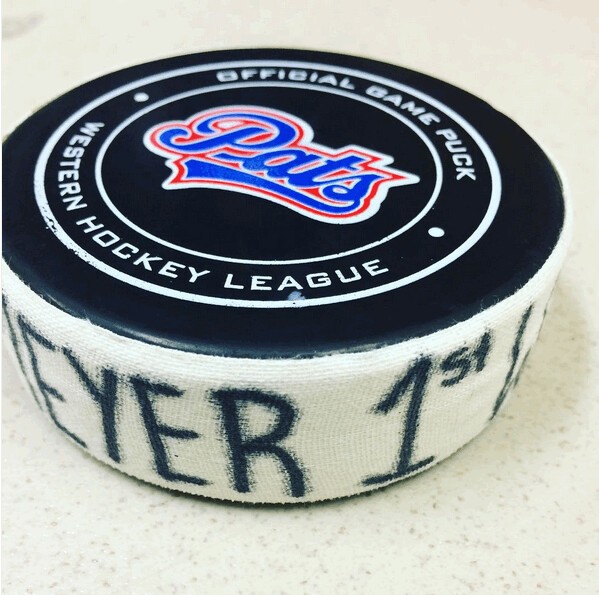 OFFICIAL GAME PUCK
Pats
WESTERN HOCKEY LEAGUE
EYER 1st